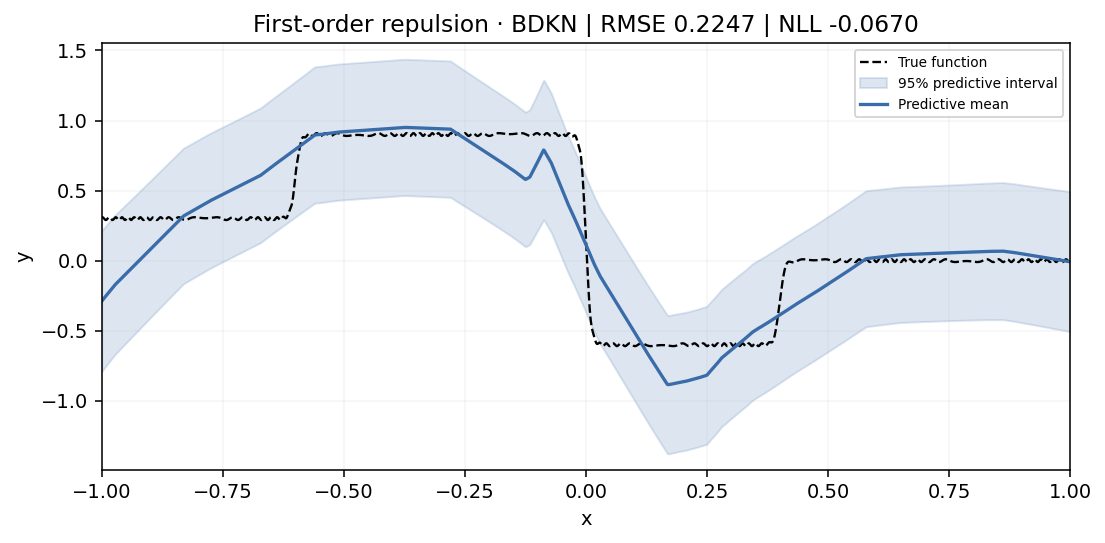 First-order repulsion · BDKN | RMSE 0.2247 | NLL -0.0670
True function
95% predictive interval
Predictive mean
y
1.5
1.0
0.5
0.0
−0.5
−1.0
−1.00 −0.75 −0.50 −0.25 0.00 0.25 0.50 0.75 1.00
x